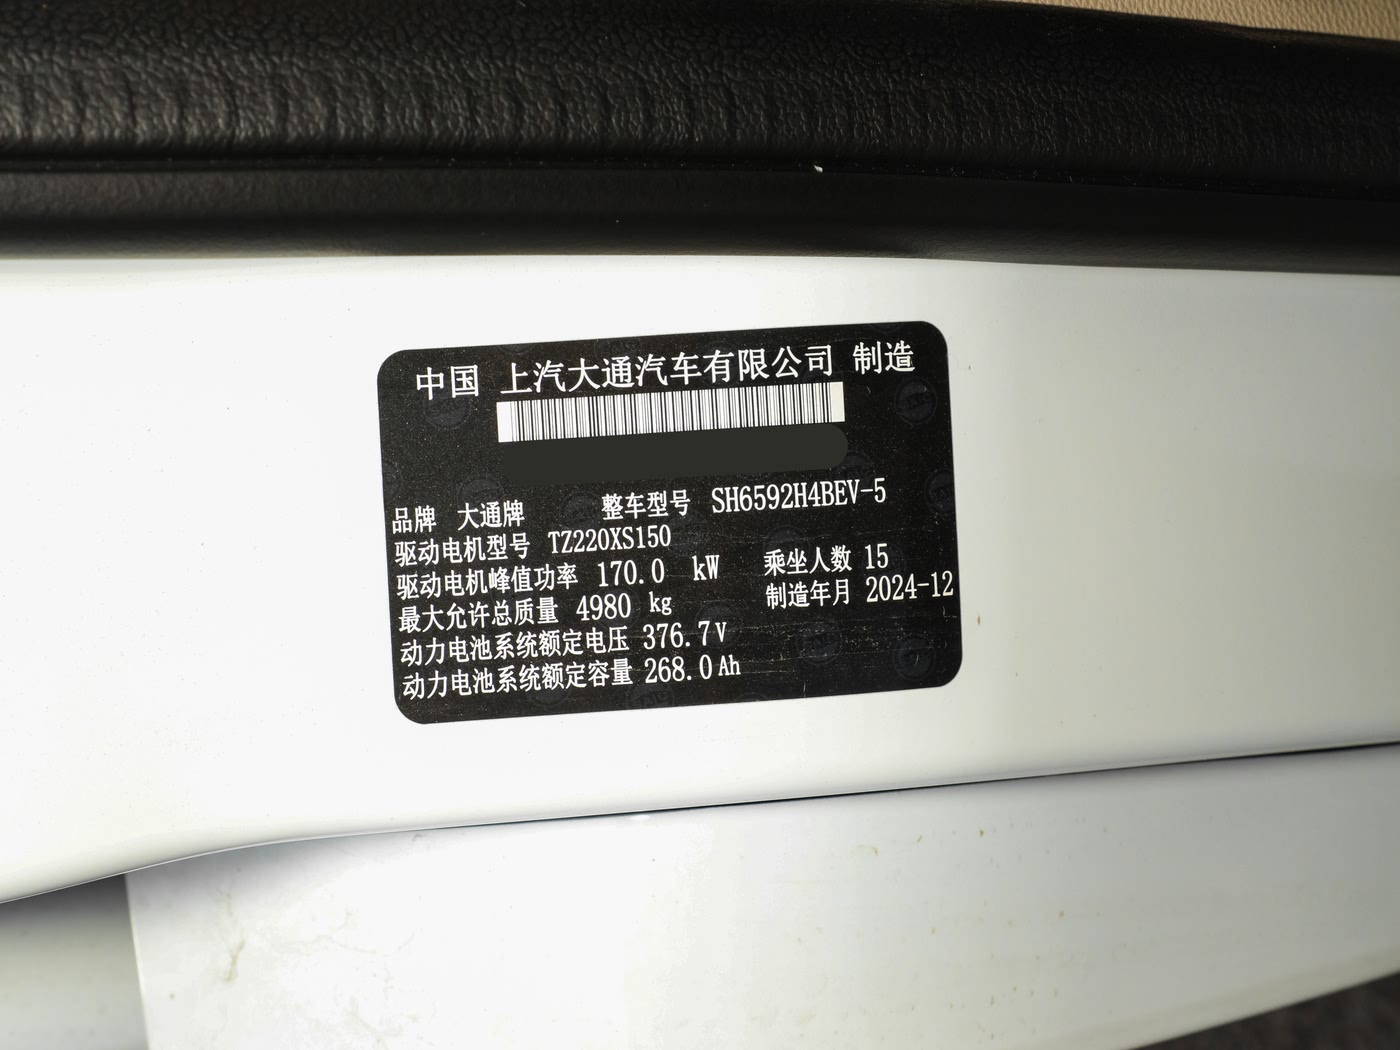 中国 上汽大通汽车有限公司 制造
品牌 大通牌 整车型号 SH6592H4BEV-5
驱动电机型号 TZ220XS150
驱动电机峰值功率 170.0 kW 乘坐人数 15
最大允许总质量 4980 kg 制造年月 2024-12
动力电池系统额定电压 376.7V
动力电池系统额定容量 268.0Ah